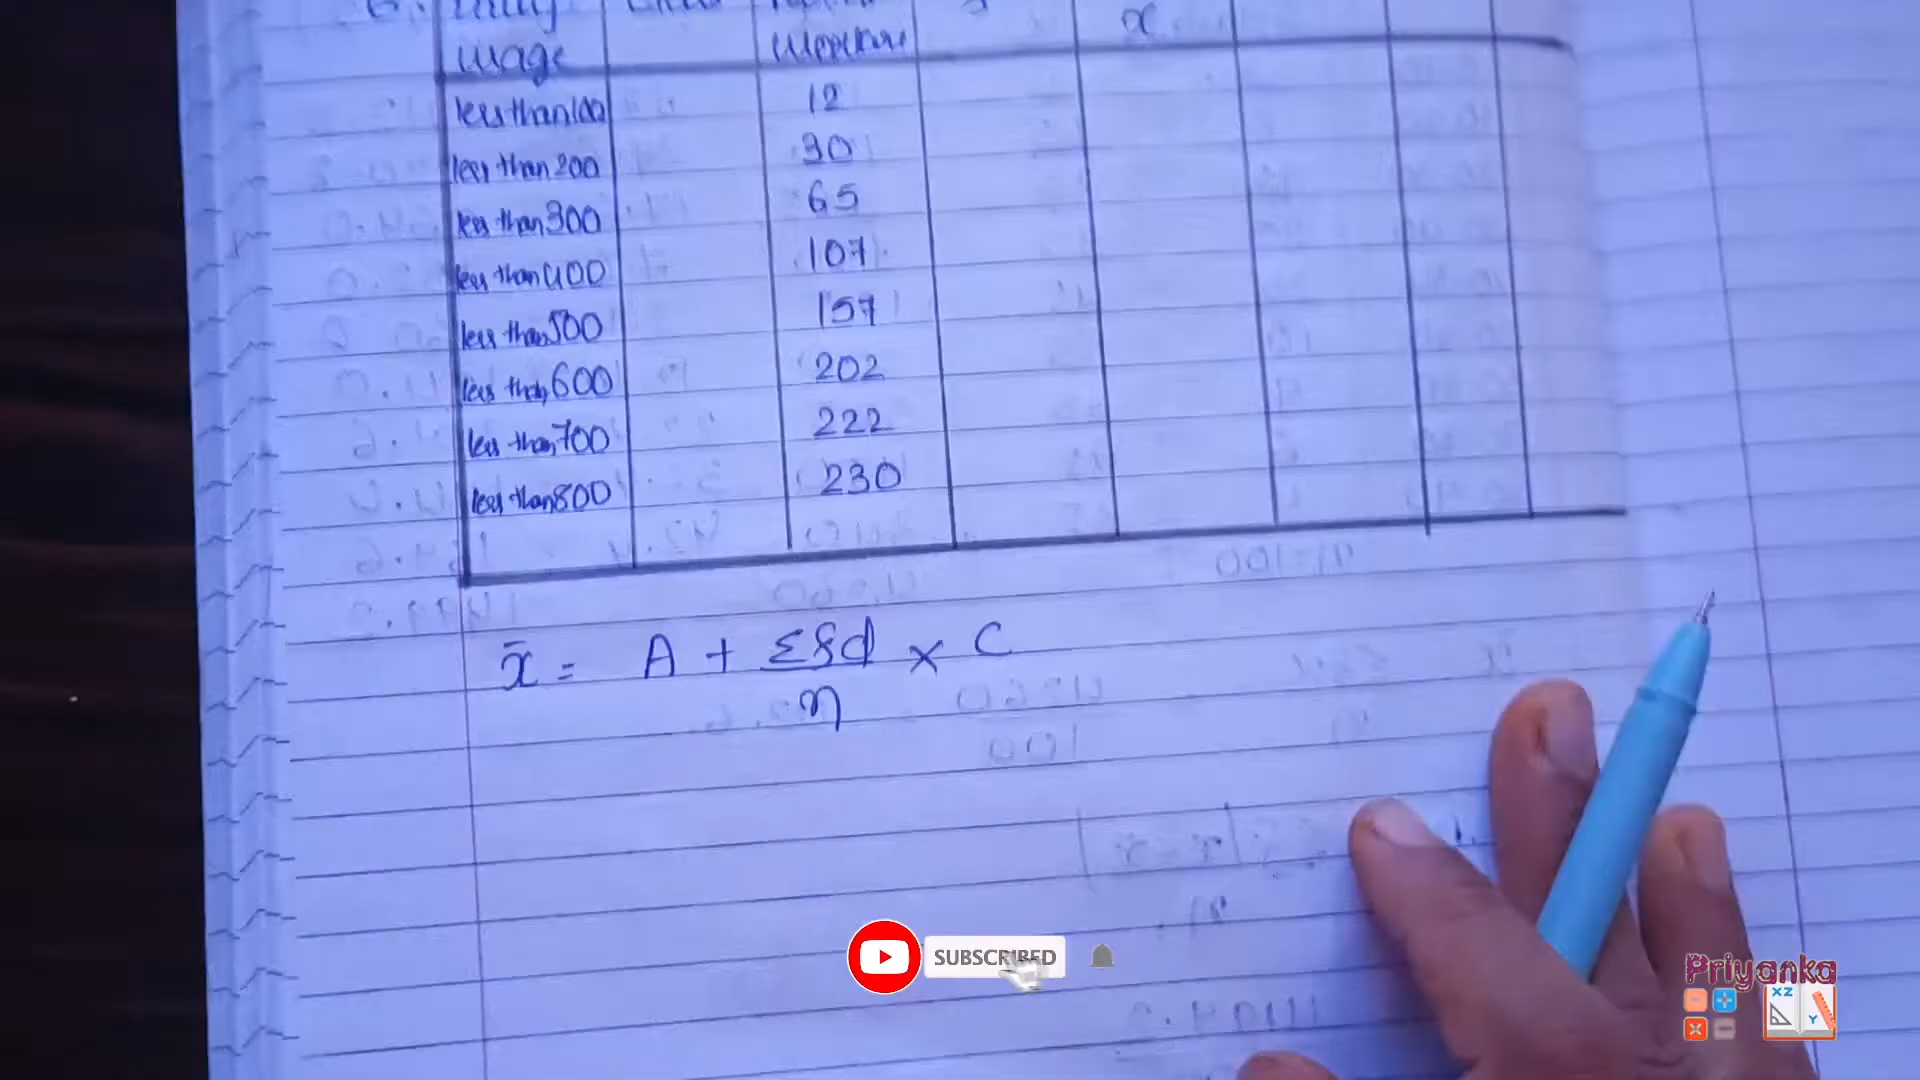 wage
x
less than 100 12
less than 200 30
less than 300 65
less than 400 107
less than 500 157
less than 600 202
less than 700 222
less than 800 230
x̄ = A + Σfd × C
n
SUBSCRIBED
Priyanka
XZ
Y